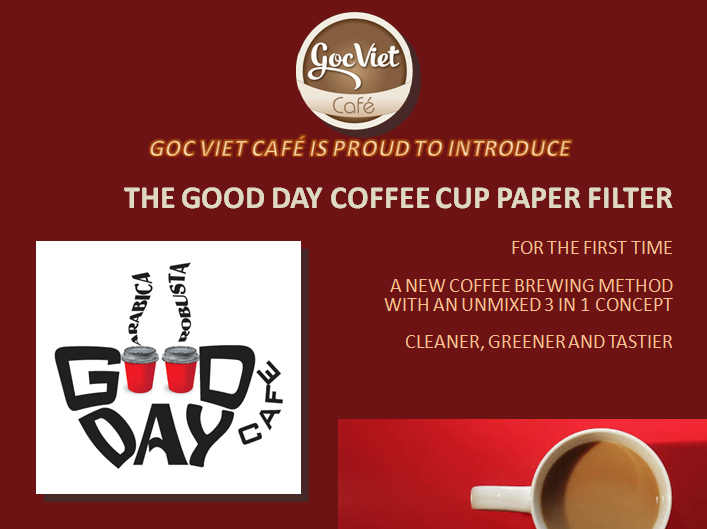 Goc Viet
Café
GOC VIET CAFÉ IS PROUD TO INTRODUCE
THE GOOD DAY COFFEE CUP PAPER FILTER
FOR THE FIRST TIME
A NEW COFFEE BREWING METHOD
WITH AN UNMIXED 3 IN 1 CONCEPT
CLEANER, GREENER AND TASTIER
ARABICA
ROBUSTA
GOOD
DAY
CAFÉ